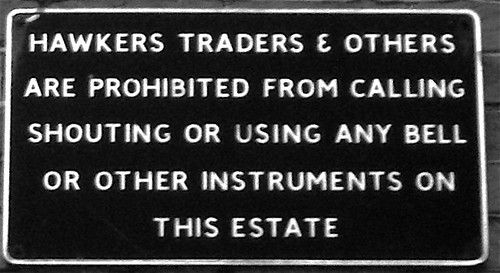 HAWKERS TRADERS & OTHERS
ARE PROHIBITED FROM CALLING
SHOUTING OR USING ANY BELL
OR OTHER INSTRUMENTS ON
THIS ESTATE